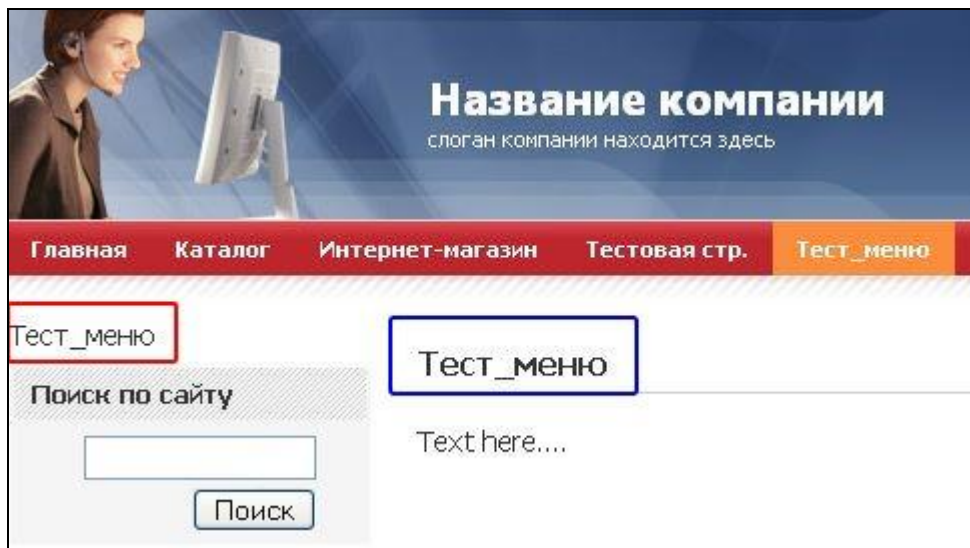 Название компании
слоган компании находится здесь
Главная Каталог Интернет-магазин Тестовая стр. Тест_меню
Тест_меню
Поиск по сайту
Поиск
Тест_меню
Text here....